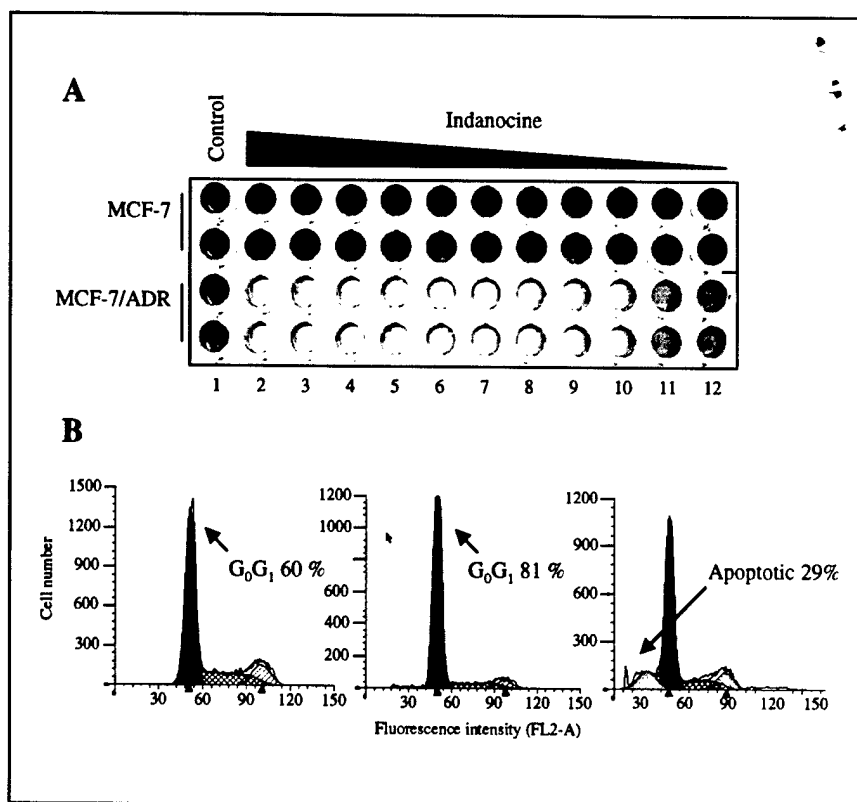 A
Control
Indanocine
MCF-7
MCF-7/ADR
1 2 3 4 5 6 7 8 9 10 11 12
B
Cell number
1500
1200
900
600
300
0
G₀G₁ 60 %
30 60 90 120 150
1200
1000
800
600
400
200
0
G₀G₁ 81 %
30 60 90 120 150
1200
900
600
300
0
Apoptotic 29%
30 60 90 120 150
Fluorescence intensity (FL2-A)